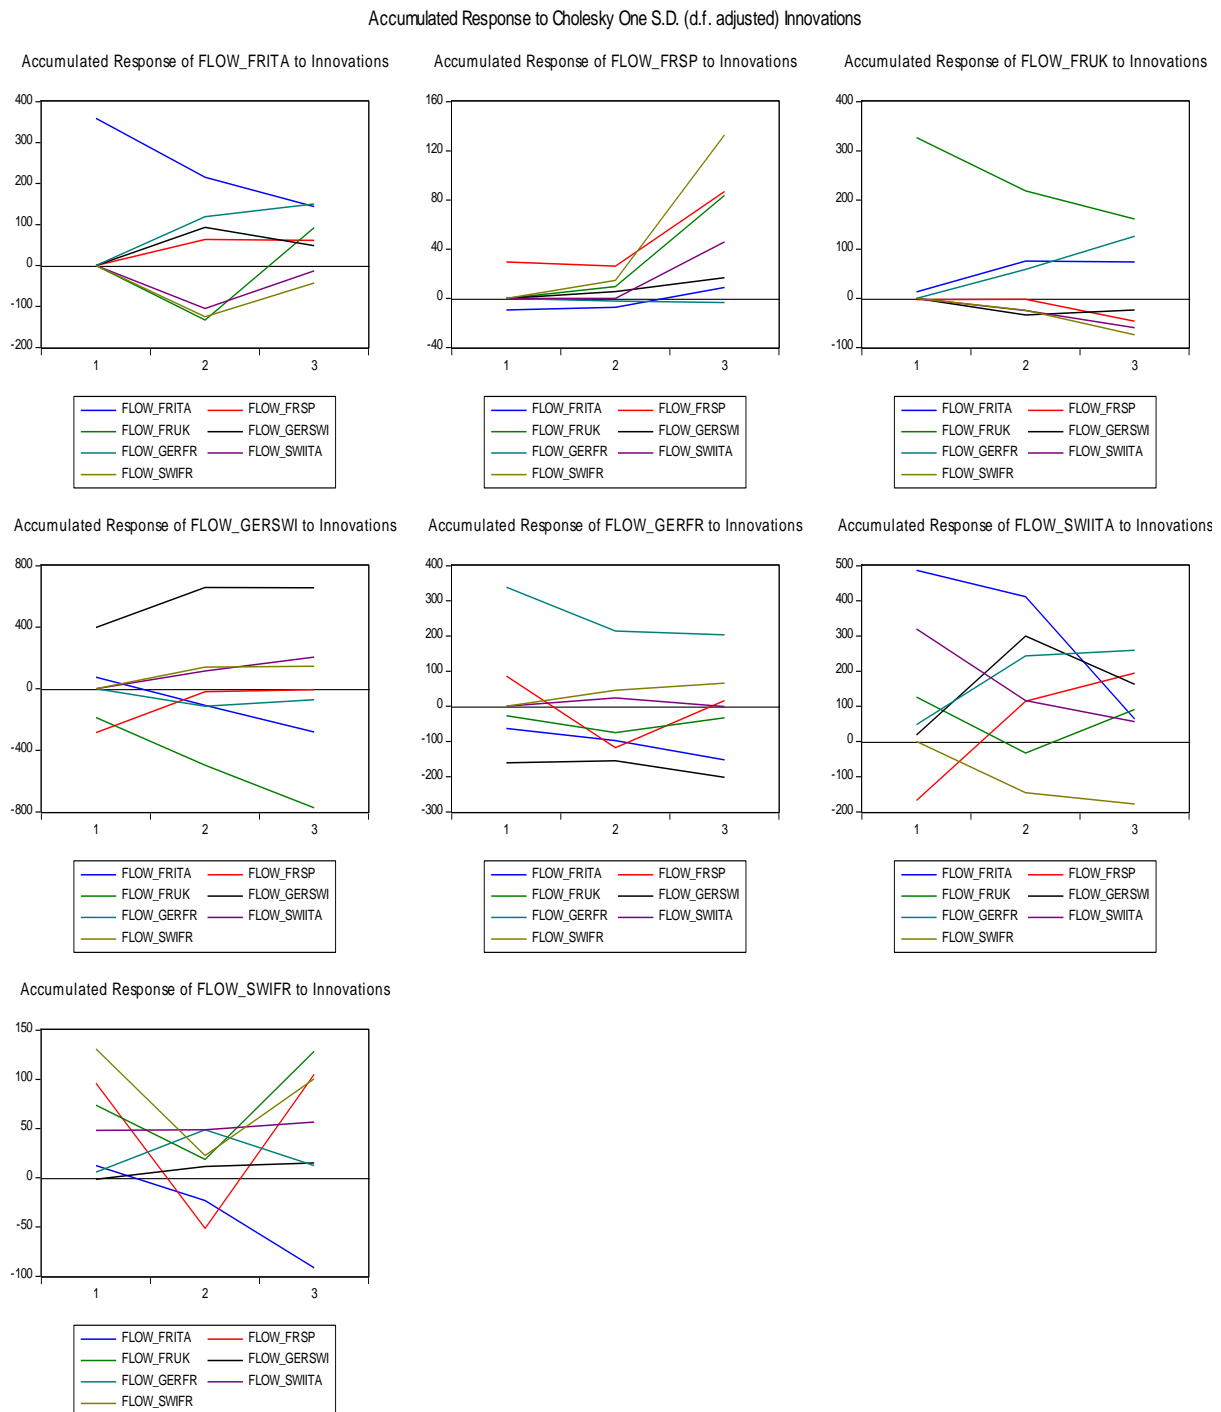 Accumulated Response to Cholesky One S.D. (d.f. adjusted) Innovations
Accumulated Response of FLOW_FRITA to Innovations
400
300
200
100
0
-100
-200
1 2 3
FLOW_FRITA FLOW_FRSP
FLOW_FRUK FLOW_GERSWI
FLOW_GERFR FLOW_SWIITA
FLOW_SWIFR
Accumulated Response of FLOW_FRSP to Innovations
160
120
80
40
0
-40
1 2 3
FLOW_FRITA FLOW_FRSP
FLOW_FRUK FLOW_GERSWI
FLOW_GERFR FLOW_SWIITA
FLOW_SWIFR
Accumulated Response of FLOW_FRUK to Innovations
400
300
200
100
0
-100
1 2 3
FLOW_FRITA FLOW_FRSP
FLOW_FRUK FLOW_GERSWI
FLOW_GERFR FLOW_SWIITA
FLOW_SWIFR
Accumulated Response of FLOW_GERSWI to Innovations
800
400
0
-400
-800
1 2 3
FLOW_FRITA FLOW_FRSP
FLOW_FRUK FLOW_GERSWI
FLOW_GERFR FLOW_SWIITA
FLOW_SWIFR
Accumulated Response of FLOW_GERFR to Innovations
400
300
200
100
0
-100
-200
-300
1 2 3
FLOW_FRITA FLOW_FRSP
FLOW_FRUK FLOW_GERSWI
FLOW_GERFR FLOW_SWIITA
FLOW_SWIFR
Accumulated Response of FLOW_SWIITA to Innovations
500
400
300
200
100
0
-100
-200
1 2 3
FLOW_FRITA FLOW_FRSP
FLOW_FRUK FLOW_GERSWI
FLOW_GERFR FLOW_SWIITA
FLOW_SWIFR
Accumulated Response of FLOW_SWIFR to Innovations
150
100
50
0
-50
-100
1 2 3
FLOW_FRITA FLOW_FRSP
FLOW_FRUK FLOW_GERSWI
FLOW_GERFR FLOW_SWIITA
FLOW_SWIFR